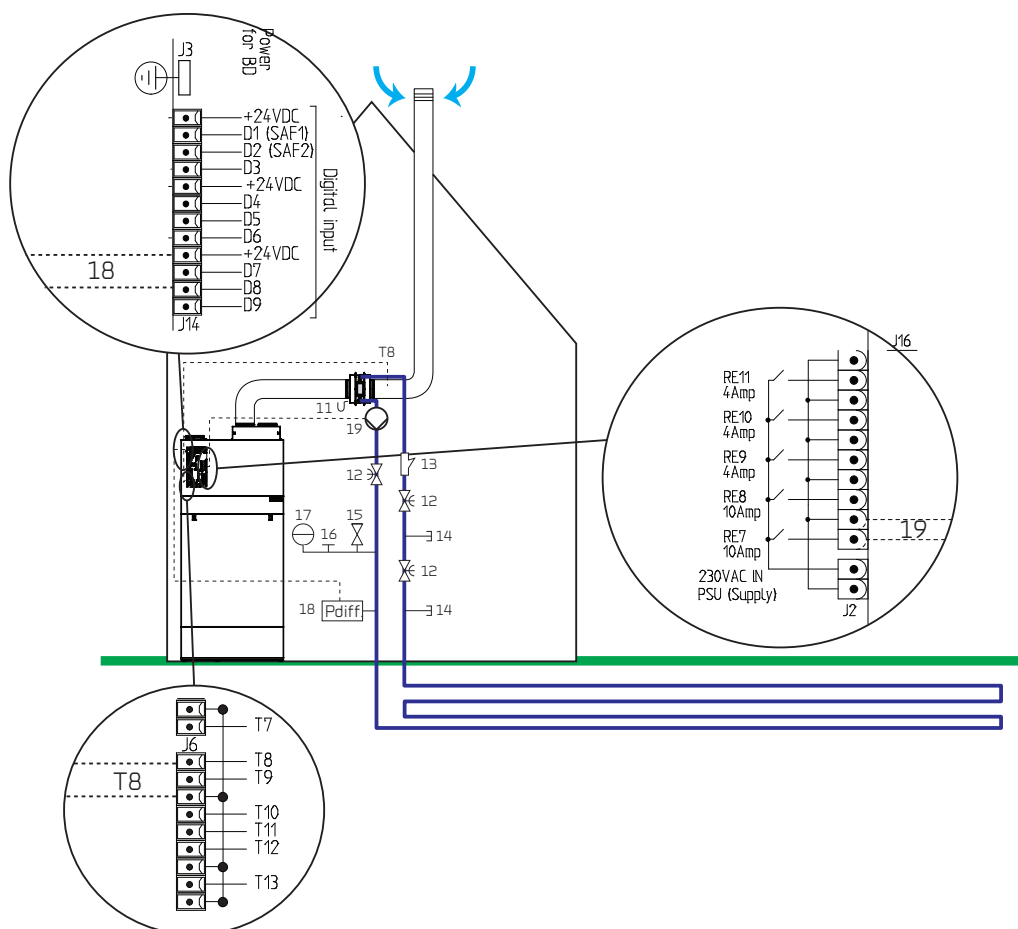 Power
for BD
J3
+24VDC
D1 (SAF1)
D2 (SAF2)
D3
+24VDC
D4
D5
D6
+24VDC
D7
D8
D9
Digital input
18
J14
T8
11
19
12
13
12
17
16
15
14
12
18
Pdiff
14
J16
RE11
4Amp
RE10
4Amp
RE9
4Amp
RE8
10Amp
RE7
10Amp
19
230VAC IN
PSU (Supply)
J2
T7
J6
T8
T9
T8
T10
T11
T12
T13